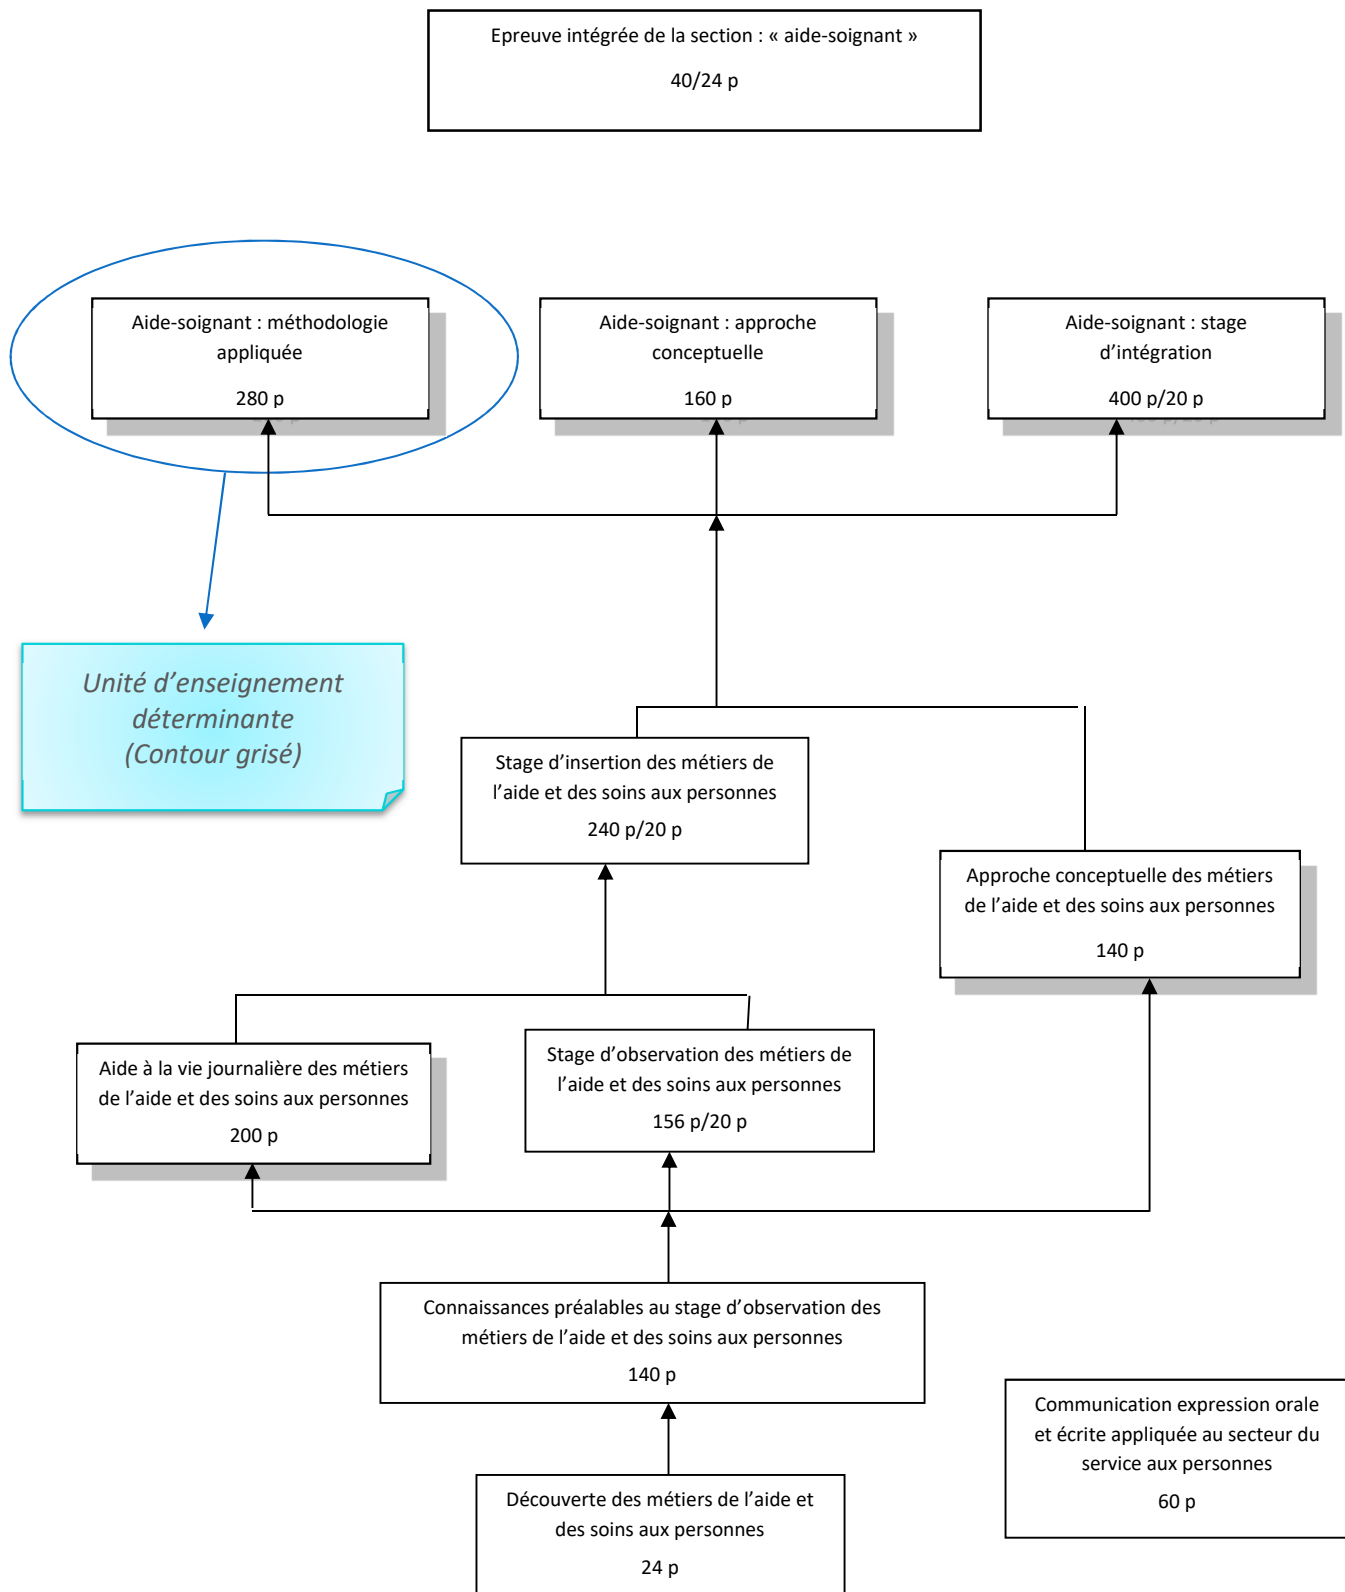 Epreuve intégrée de la section : « aide-soignant »
40/24 p
Aide-soignant : méthodologie
appliquée
280 p
Aide-soignant : approche
conceptuelle
160 p
Aide-soignant : stage
d’intégration
400 p/20 p
Unité d’enseignement
déterminante
(Contour grisé)
Stage d’insertion des métiers de
l’aide et des soins aux personnes
240 p/20 p
Approche conceptuelle des métiers
de l’aide et des soins aux personnes
140 p
Aide à la vie journalière des métiers
de l’aide et des soins aux personnes
200 p
Stage d’observation des métiers de
l’aide et des soins aux personnes
156 p/20 p
Connaissances préalables au stage d’observation des
métiers de l’aide et des soins aux personnes
140 p
Communication expression orale
et écrite appliquée au secteur du
service aux personnes
60 p
Découverte des métiers de l’aide et
des soins aux personnes
24 p